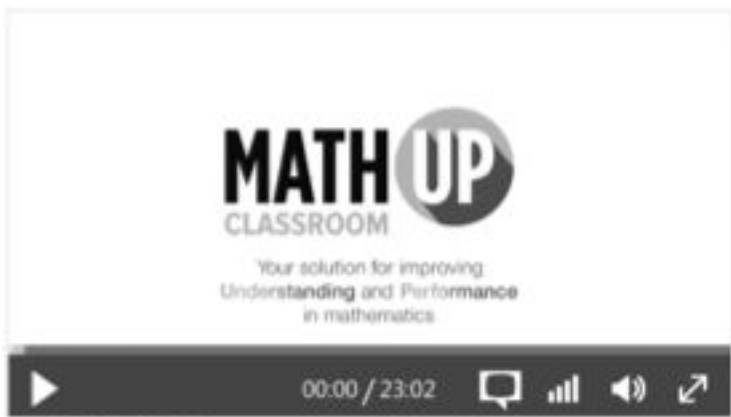 MATH UP
CLASSROOM
Your solution for improving
Understanding and Performance
in mathematics
00:00 / 23:02